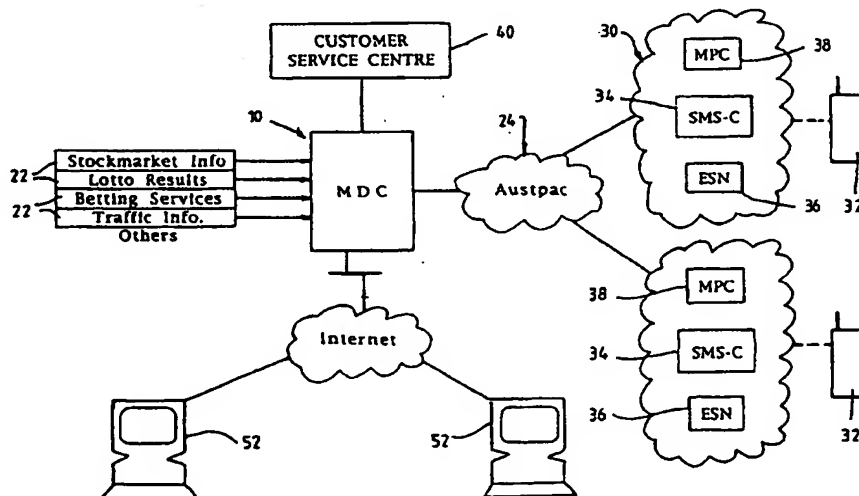 CUSTOMER
SERVICE CENTRE
40
30
MPC
38
34
SMS-C
10
24
22
Stockmarket Info
Lotto Results
Betting Services
22
Traffic Info.
Others
MDC
Austpac
ESN
36
32
38
MPC
Internet
34
SMS-C
36
ESN
32
52
52